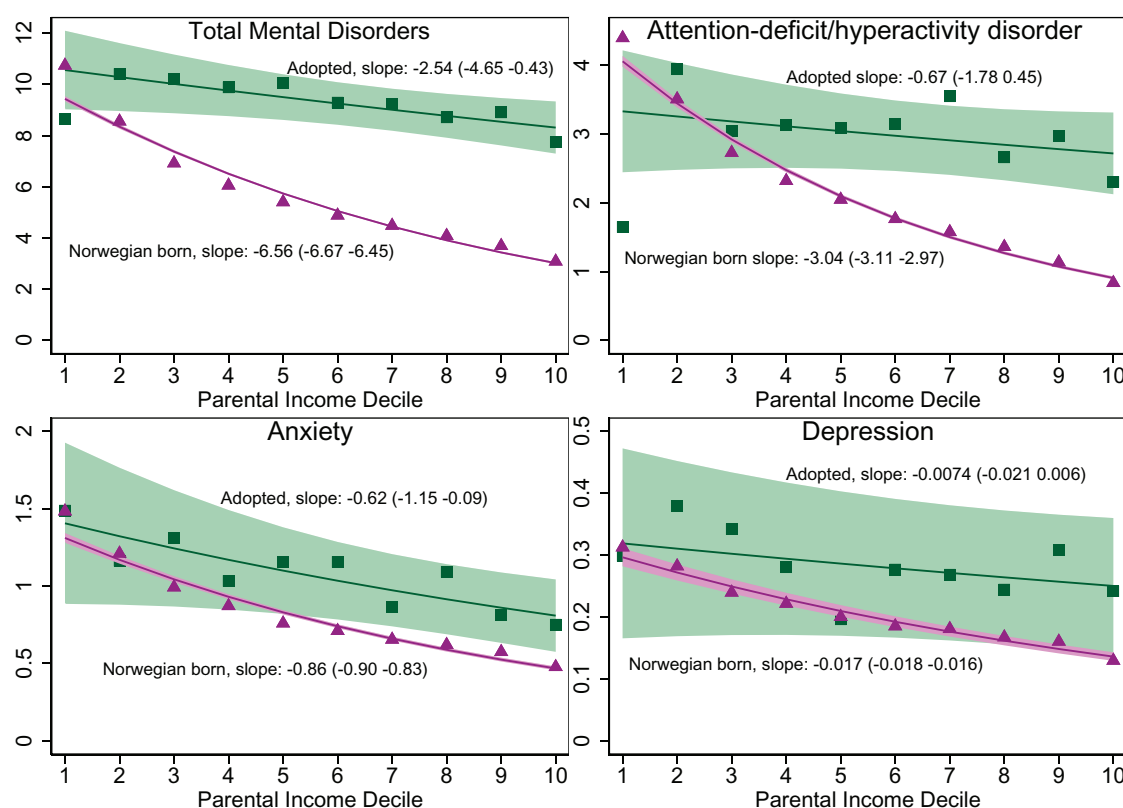 Total Mental Disorders
Adopted, slope: -2.54 (-4.65 -0.43)
Norwegian born, slope: -6.56 (-6.67 -6.45)
12
10
8
6
4
2
0
1 2 3 4 5 6 7 8 9 10
Parental Income Decile
Attention-deficit/hyperactivity disorder
Adopted slope: -0.67 (-1.78 0.45)
Norwegian born slope: -3.04 (-3.11 -2.97)
4
3
2
1
0
1 2 3 4 5 6 7 8 9 10
Parental Income Decile
Anxiety
Adopted, slope: -0.62 (-1.15 -0.09)
Norwegian born, slope: -0.86 (-0.90 -0.83)
2
1.5
1
0.5
0
1 2 3 4 5 6 7 8 9 10
Parental Income Decile
Depression
Adopted, slope: -0.0074 (-0.021 0.006)
Norwegian born, slope: -0.017 (-0.018 -0.016)
0.5
0.4
0.3
0.2
0.1
0
1 2 3 4 5 6 7 8 9 10
Parental Income Decile